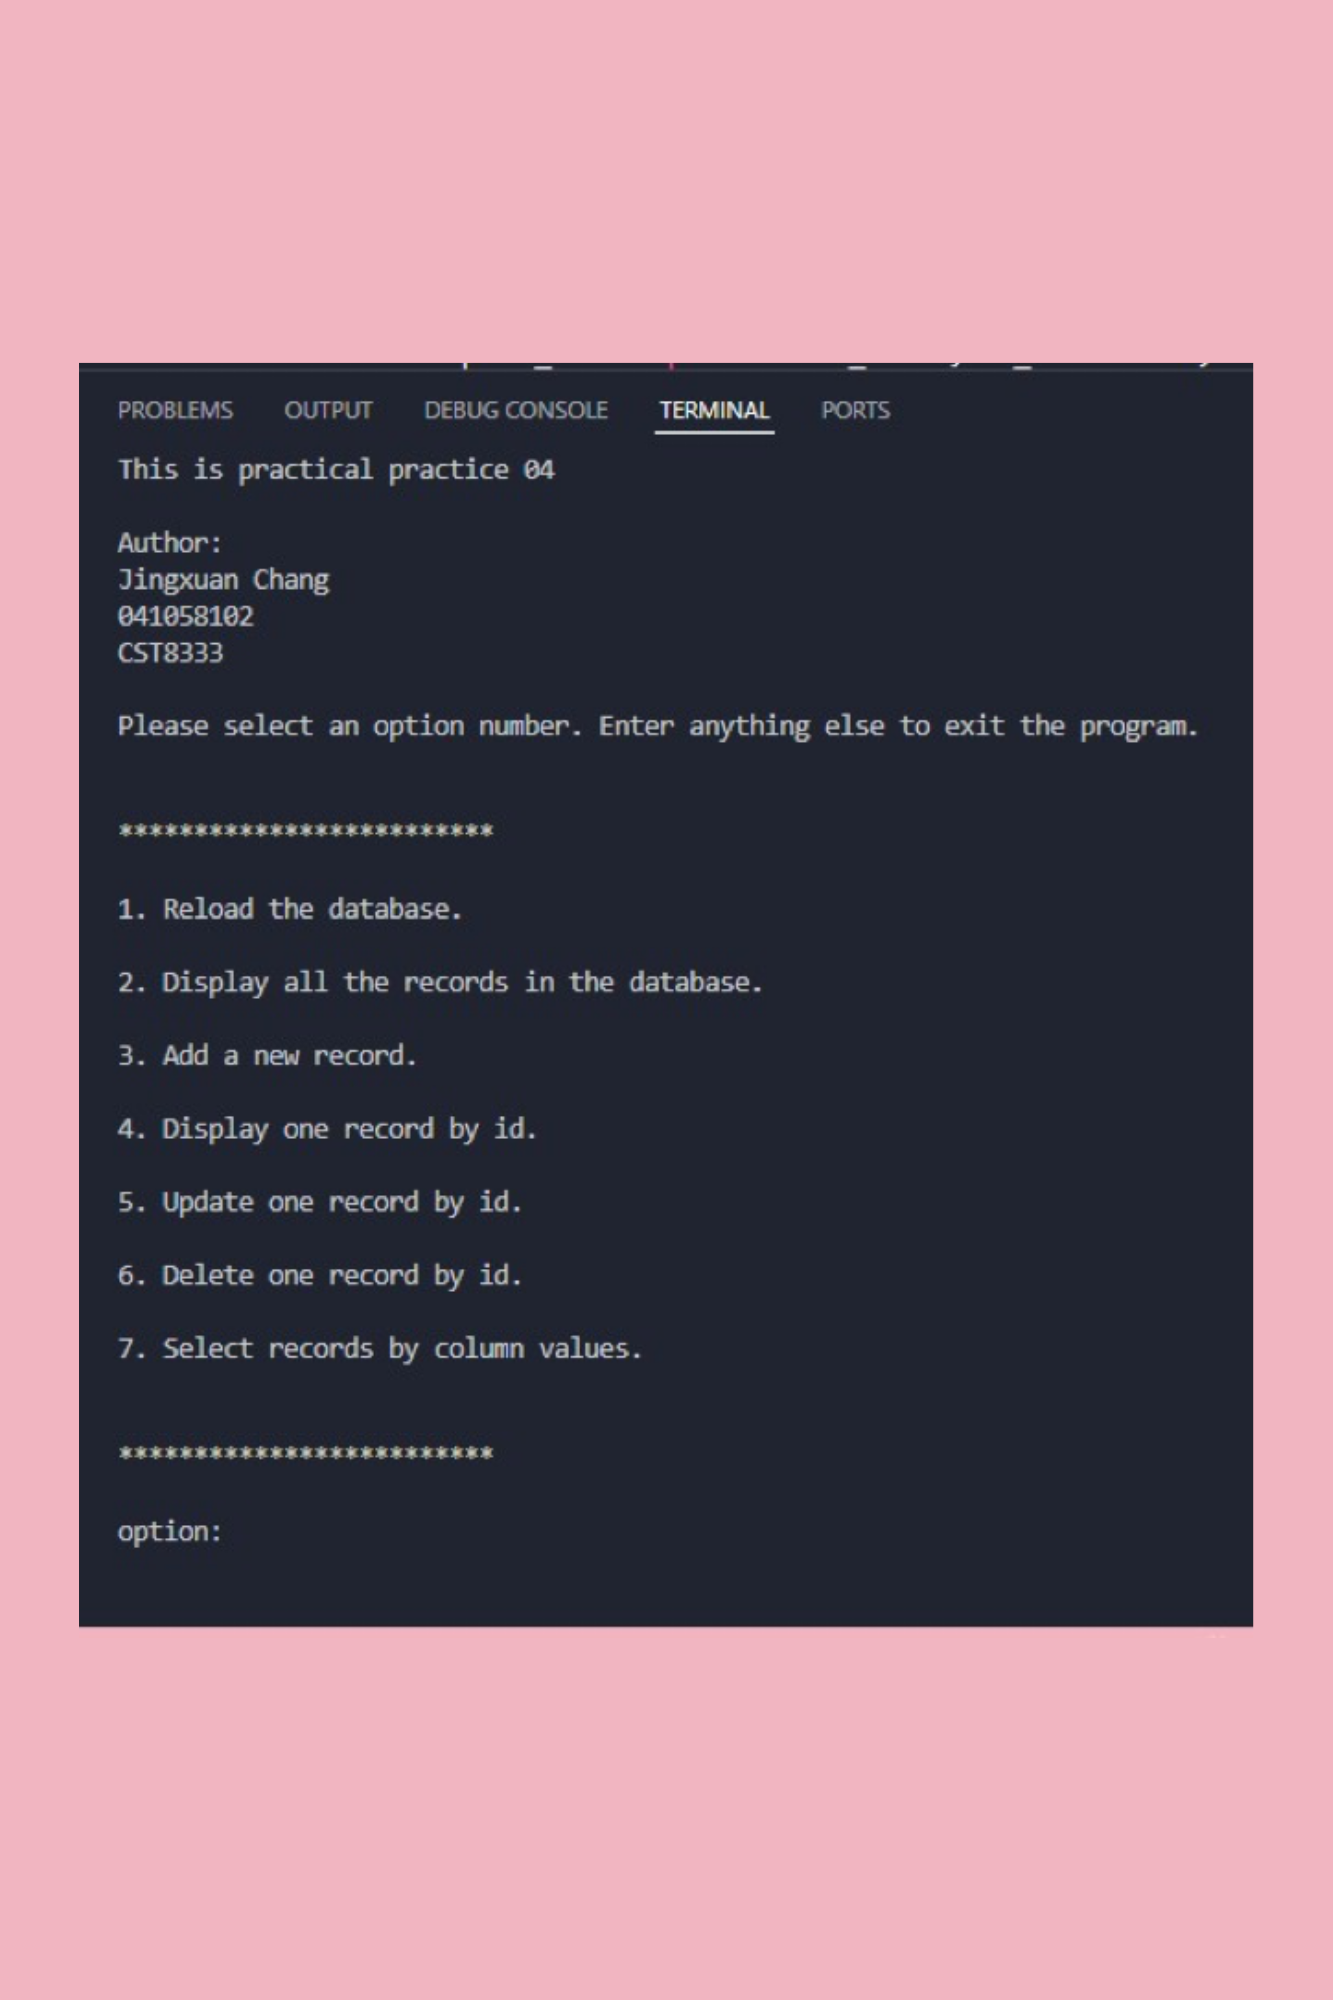 PROBLEMS OUTPUT DEBUG CONSOLE TERMINAL PORTS
This is practical practice 04
Author:
Jingxuan Chang
041058102
CST8333
Please select an option number. Enter anything else to exit the program.
*************************
1. Reload the database.
2. Display all the records in the database.
3. Add a new record.
4. Display one record by id.
5. Update one record by id.
6. Delete one record by id.
7. Select records by column values.
*************************
option: